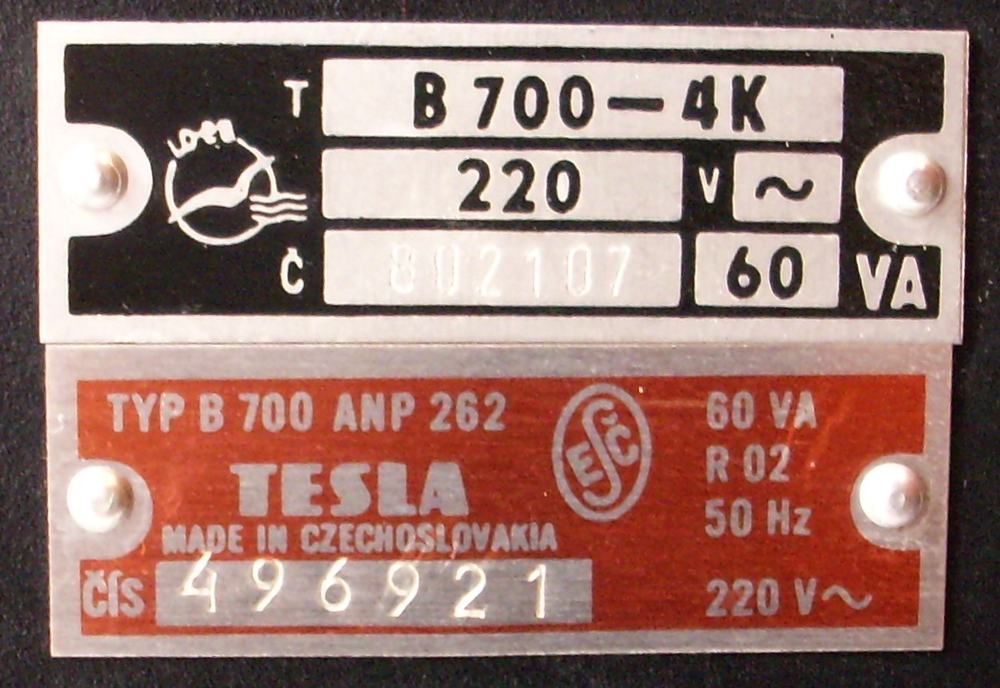 T B 700-4K
220 V ~
Č 802107 60 VA
TYP B 700 ANP 262
ESČ
60 VA
R 02
50 Hz
TESLA
MADE IN CZECHOSLOVAKIA
ČÍS 496921
220 V~